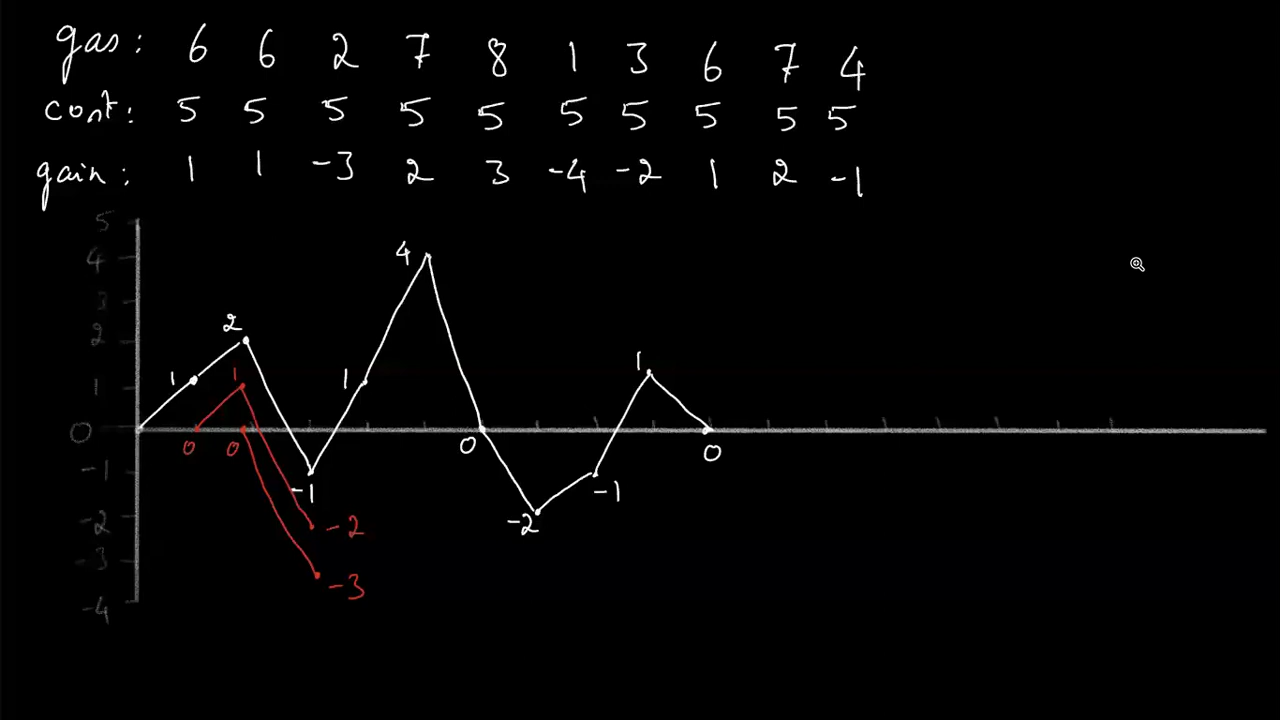 gas: 6 6 2 7 8 1 3 6 7 4
cost: 5 5 5 5 5 5 5 5 5 5
gain: 1 1 -3 2 3 -4 -2 1 2 -1
5
4 4
3
2 2
1 1 1 1 1
0 0 0 0 0
-1 -1 -1
-2 -2 -2
-3 -3
-4